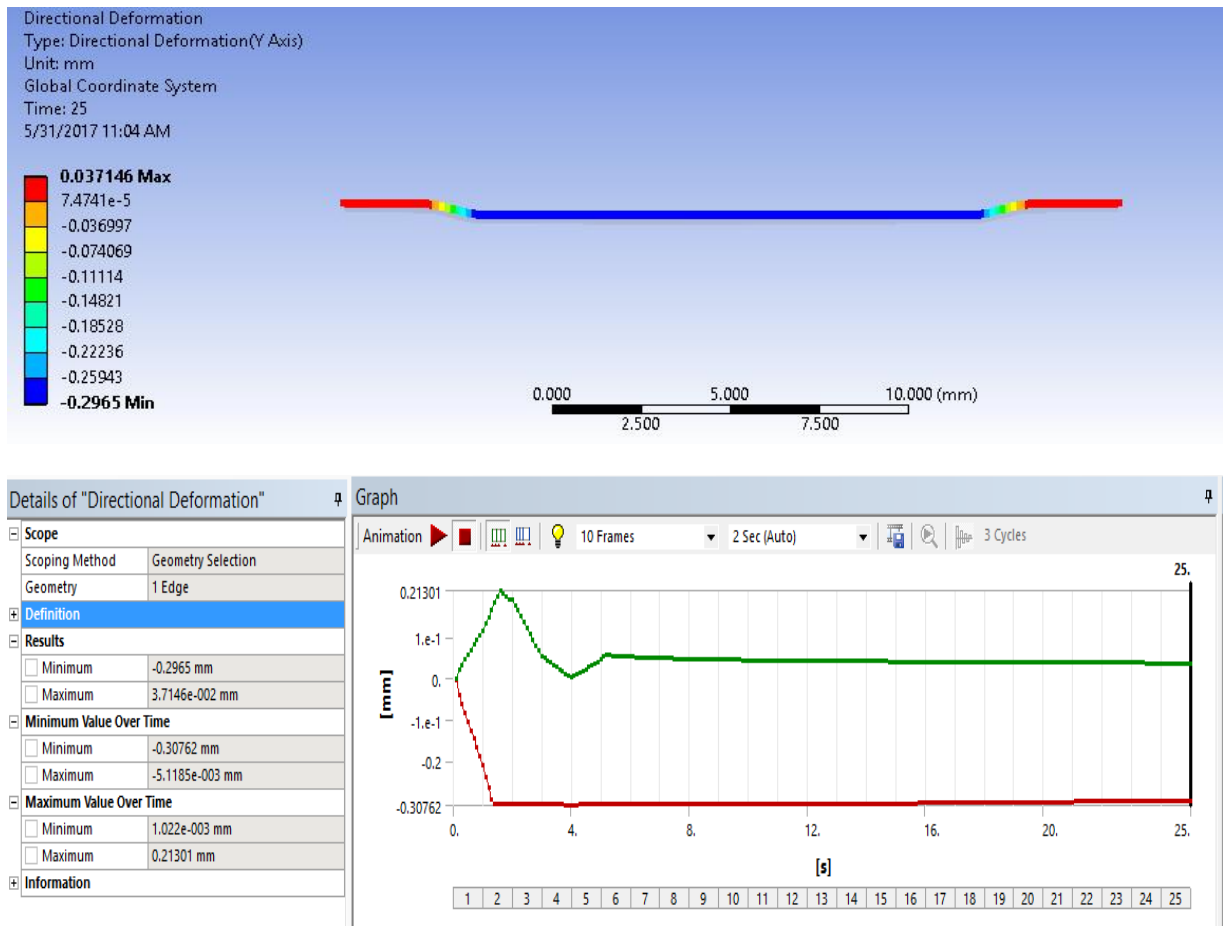 Directional Deformation
Type: Directional Deformation(Y Axis)
Unit: mm
Global Coordinate System
Time: 25
5/31/2017 11:04 AM
0.037146 Max
7.4741e-5
-0.036997
-0.074069
-0.11114
-0.14821
-0.18528
-0.22236
-0.25943
-0.2965 Min
0.000 5.000 10.000 (mm)
2.500 7.500
Details of "Directional Deformation"
Scope
Scoping Method Geometry Selection
Geometry 1 Edge
Definition
Results
Minimum -0.2965 mm
Maximum 3.7146e-002 mm
Minimum Value Over Time
Minimum -0.30762 mm
Maximum -5.1185e-003 mm
Maximum Value Over Time
Minimum 1.022e-003 mm
Maximum 0.21301 mm
Information
Graph
Animation 10 Frames 2 Sec (Auto) 3 Cycles
25.
0.21301
1.e-1
0.
-1.e-1
-0.2
-0.30762
[mm]
0. 4. 8. 12. 16. 20. 25.
[s]
1 2 3 4 5 6 7 8 9 10 11 12 13 14 15 16 17 18 19 20 21 22 23 24 25